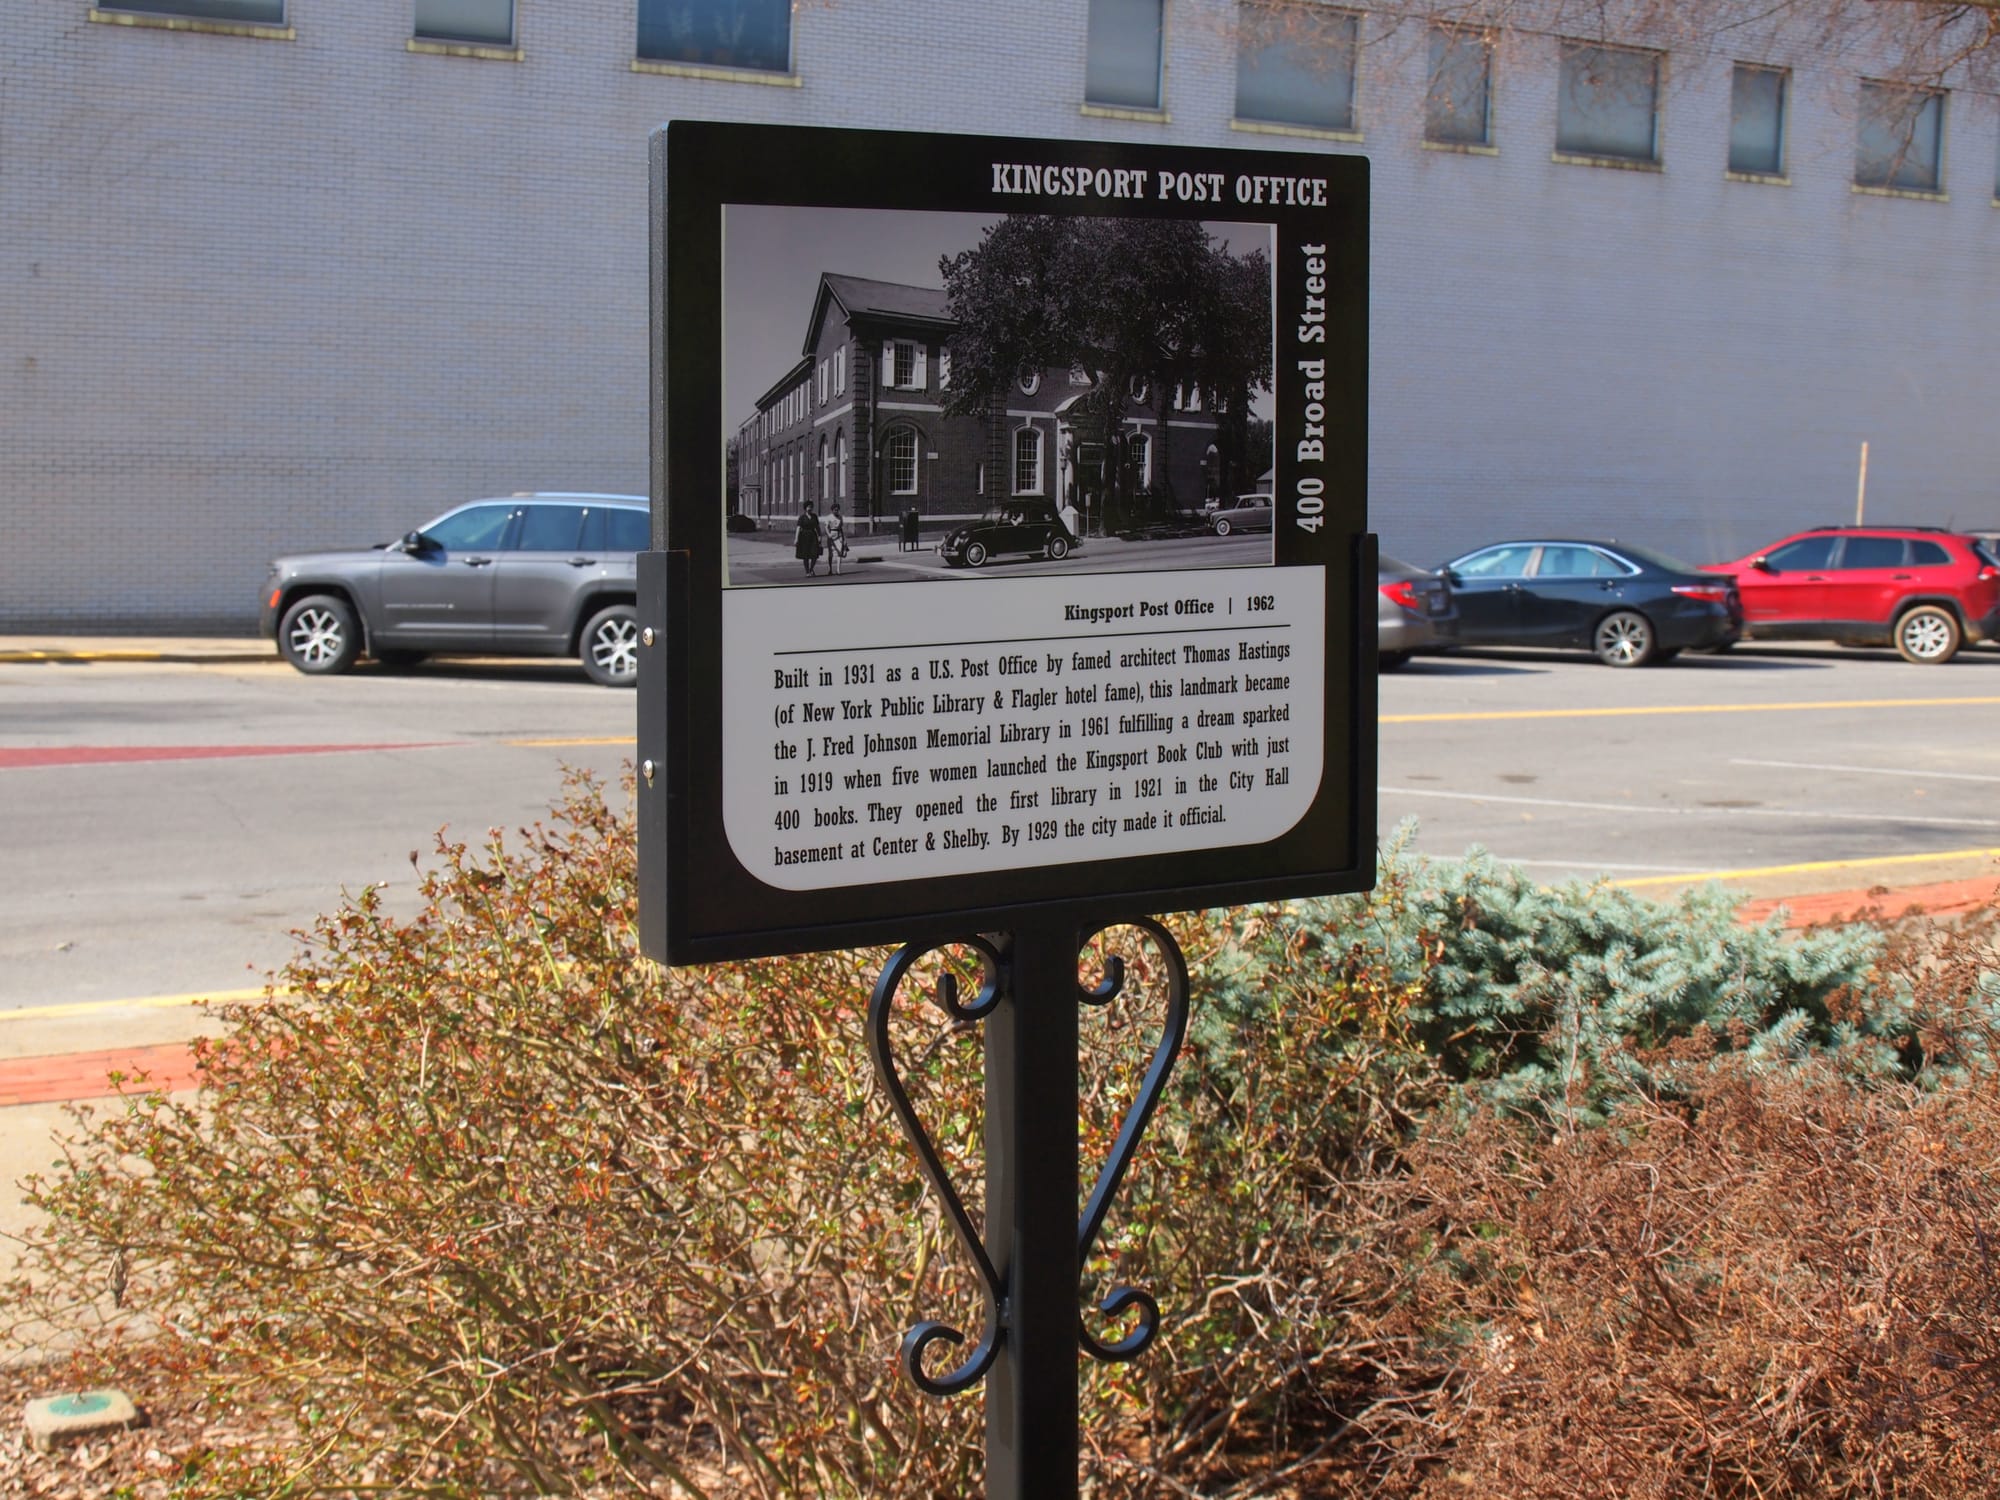 KINGSPORT POST OFFICE
400 Broad Street
Kingsport Post Office | 1962
Built in 1931 as a U.S. Post Office by famed architect Thomas Hastings
(of New York Public Library & Flagler hotel fame), this landmark became
the J. Fred Johnson Memorial Library in 1961 fulfilling a dream sparked
in 1919 when five women launched the Kingsport Book Club with just
400 books. They opened the first library in 1921 in the City Hall
basement at Center & Shelby. By 1929 the city made it official.